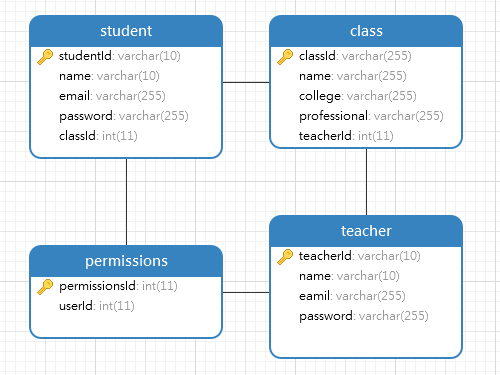 student
studentId: varchar(10)
name: varchar(10)
email: varchar(255)
password: varchar(255)
classId: int(11)
class
classId: varchar(255)
name: varchar(255)
college: varchar(255)
professional: varchar(255)
teacherId: int(11)
permissions
permissionsId: int(11)
userId: int(11)
teacher
teacherId: varchar(10)
name: varchar(10)
eamil: varchar(255)
password: varchar(255)